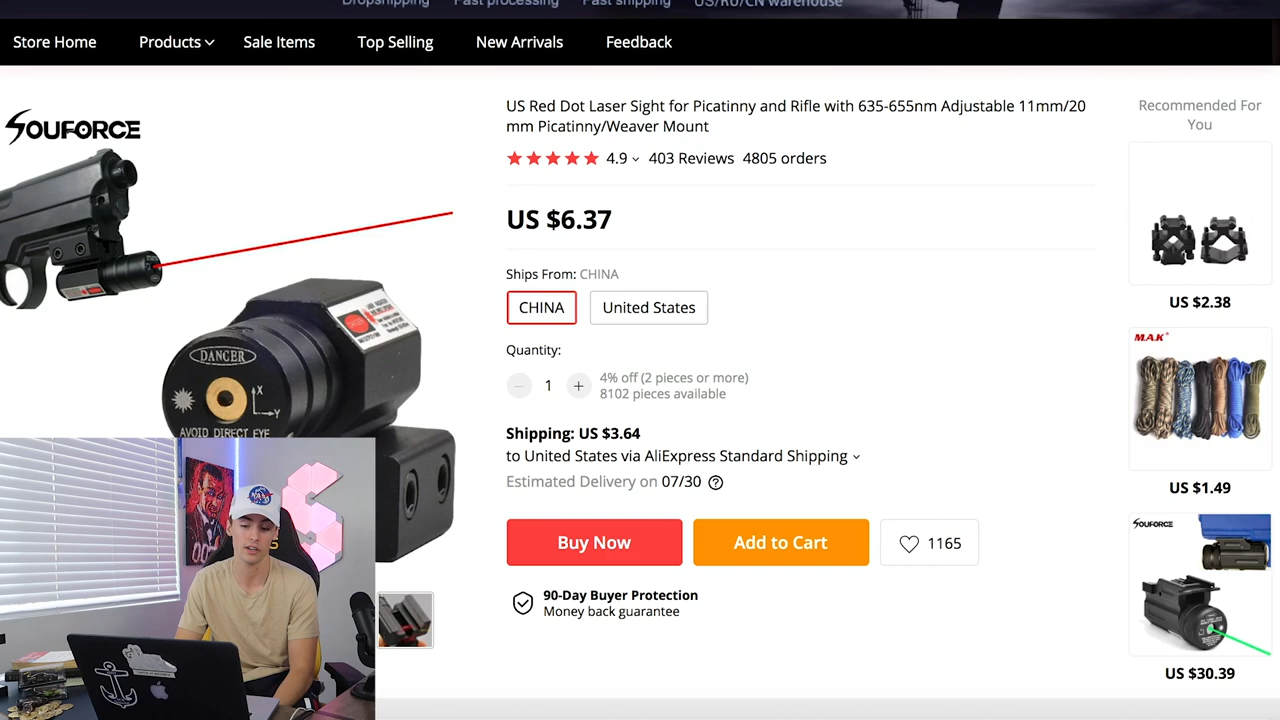 Dropshipping Fast processing Fast shipping US/RU/CN warehouse
Store Home Products Sale Items Top Selling New Arrivals Feedback
SOUFORCE
DANGER
X
Y
AVOID DIRECT EYE
US Red Dot Laser Sight for Picatinny and Rifle with 635-655nm Adjustable 11mm/20
mm Picatinny/Weaver Mount
4.9 403 Reviews 4805 orders
US $6.37
Ships From: CHINA
CHINA United States
Quantity:
1
4% off (2 pieces or more)
8102 pieces available
Shipping: US $3.64
to United States via AliExpress Standard Shipping
Estimated Delivery on 07/30
Buy Now Add to Cart 1165
90-Day Buyer Protection
Money back guarantee
Recommended For
You
US $2.38
M.A.K
US $1.49
SOUFORCE
US $30.39
NASA
007